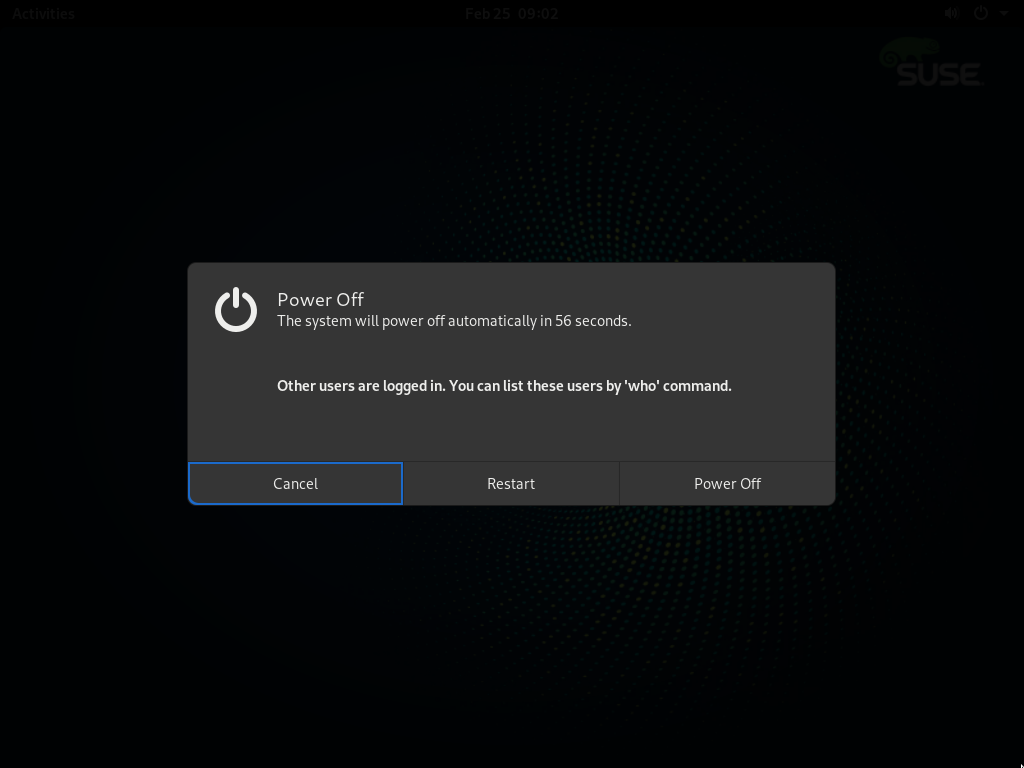 Activities Feb 25 09:02
SUSE
Power Off
The system will power off automatically in 56 seconds.
Other users are logged in. You can list these users by 'who' command.
Cancel Restart Power Off